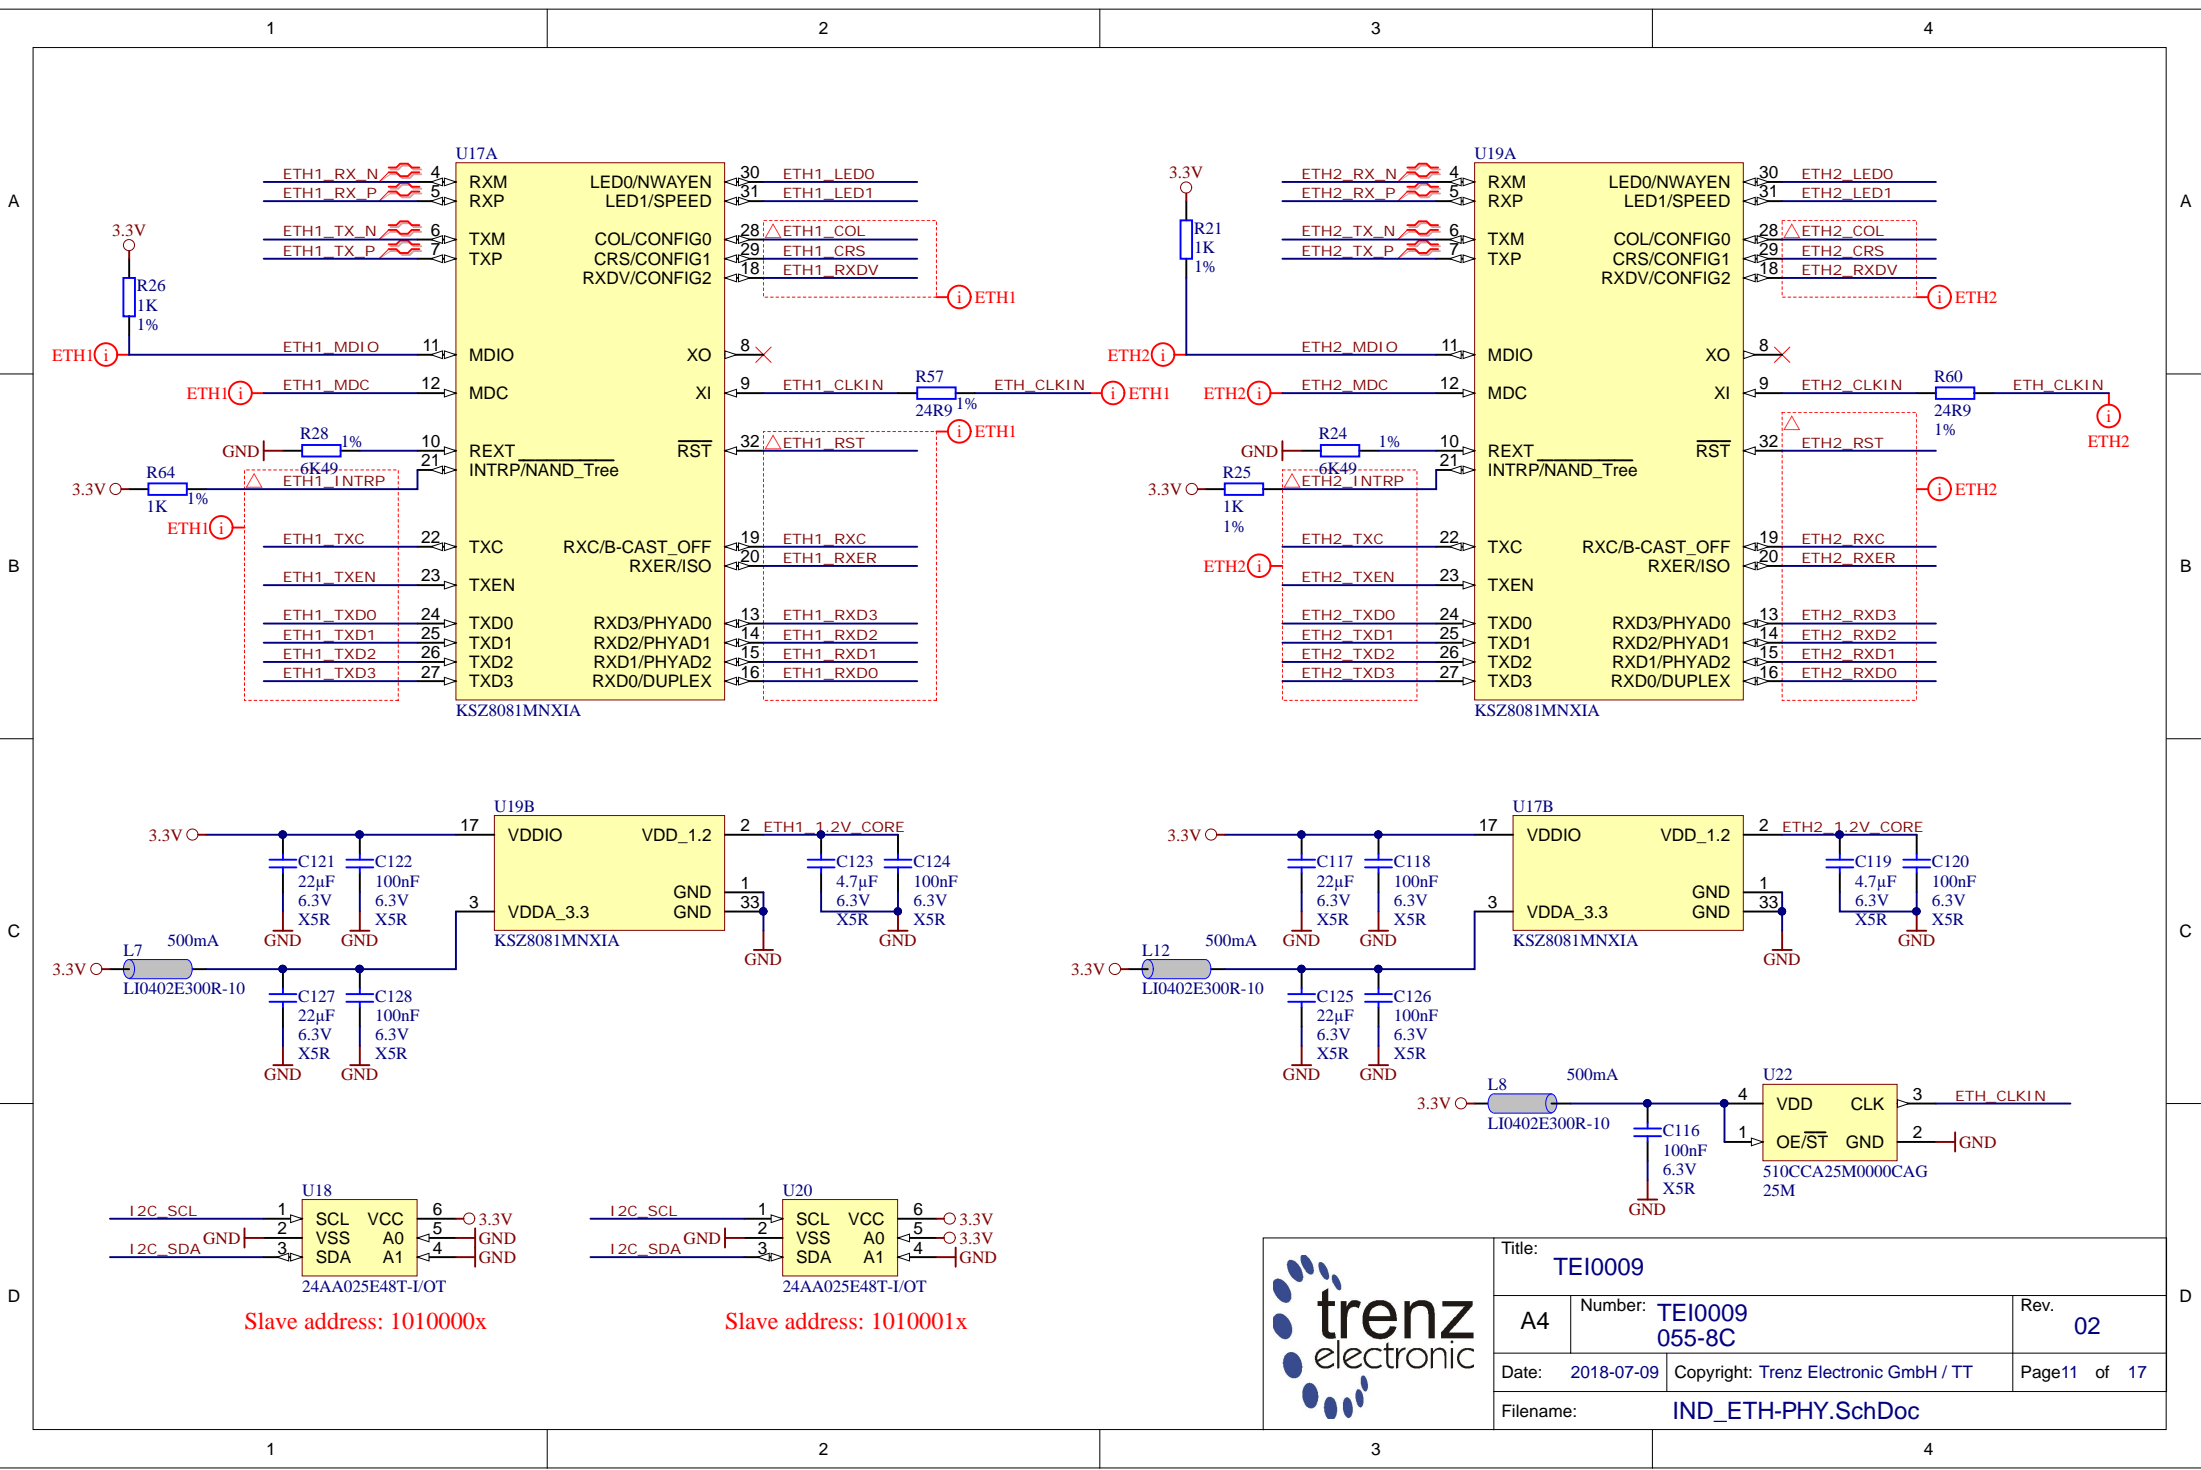 1 2 3 4
A A
B B
C C
D D
U17A
ETH1_RX_N 4 RXM
ETH1_RX_P 5 RXP
ETH1_TX_N 6 TXM
ETH1_TX_P 7 TXP
3.3V
R26
1K
1%
ETH1 i ETH1_MDIO 11 MDIO
ETH1 i ETH1_MDC 12 MDC
GND R28 1% 6K49 10 REXT
3.3V R64 1K 1% ETH1_INTRP 21 INTRP/NAND_Tree
ETH1 i
ETH1_TXC 22 TXC
ETH1_TXEN 23 TXEN
ETH1_TXD0 24 TXD0
ETH1_TXD1 25 TXD1
ETH1_TXD2 26 TXD2
ETH1_TXD3 27 TXD3
LED0/NWAYEN 30 ETH1_LED0
LED1/SPEED 31 ETH1_LED1
COL/CONFIG0 28 ETH1_COL
CRS/CONFIG1 29 ETH1_CRS
RXDV/CONFIG2 18 ETH1_RXDV
i ETH1
XO 8
XI 9 ETH1_CLKIN R57 24R9 1% ETH_CLKIN i ETH1
i ETH1
RST 32 ETH1_RST
RXC/B-CAST_OFF 19 ETH1_RXC
RXER/ISO 20 ETH1_RXER
RXD3/PHYAD0 13 ETH1_RXD3
RXD2/PHYAD1 14 ETH1_RXD2
RXD1/PHYAD2 15 ETH1_RXD1
RXD0/DUPLEX 16 ETH1_RXD0
KSZ8081MNXIA
U19A
ETH2_RX_N 4 RXM
ETH2_RX_P 5 RXP
ETH2_TX_N 6 TXM
ETH2_TX_P 7 TXP
3.3V
R21
1K
1%
ETH2 i ETH2_MDIO 11 MDIO
ETH2 i ETH2_MDC 12 MDC
GND R24 1% 6K49 10 REXT
3.3V R25 1K 1% ETH2_INTRP 21 INTRP/NAND_Tree
ETH2 i
ETH2_TXC 22 TXC
ETH2_TXEN 23 TXEN
ETH2_TXD0 24 TXD0
ETH2_TXD1 25 TXD1
ETH2_TXD2 26 TXD2
ETH2_TXD3 27 TXD3
LED0/NWAYEN 30 ETH2_LED0
LED1/SPEED 31 ETH2_LED1
COL/CONFIG0 28 ETH2_COL
CRS/CONFIG1 29 ETH2_CRS
RXDV/CONFIG2 18 ETH2_RXDV
i ETH2
XO 8
XI 9 ETH2_CLKIN R60 24R9 1% ETH_CLKIN i ETH2
RST 32 ETH2_RST
i ETH2
RXC/B-CAST_OFF 19 ETH2_RXC
RXER/ISO 20 ETH2_RXER
RXD3/PHYAD0 13 ETH2_RXD3
RXD2/PHYAD1 14 ETH2_RXD2
RXD1/PHYAD2 15 ETH2_RXD1
RXD0/DUPLEX 16 ETH2_RXD0
KSZ8081MNXIA
U19B
3.3V 17 VDDIO VDD_1.2 2 ETH1_1.2V_CORE
C121 22µF 6.3V X5R GND
C122 100nF 6.3V X5R GND
C123 4.7µF 6.3V X5R
C124 100nF 6.3V X5R GND
GND 1
3 VDDA_3.3 GND 33
GND
KSZ8081MNXIA
3.3V L7 500mA LI0402E300R-10
C127 22µF 6.3V X5R GND
C128 100nF 6.3V X5R GND
U17B
3.3V 17 VDDIO VDD_1.2 2 ETH2_1.2V_CORE
C117 22µF 6.3V X5R GND
C118 100nF 6.3V X5R GND
C119 4.7µF 6.3V X5R
C120 100nF 6.3V X5R GND
GND 1
3 VDDA_3.3 GND 33
GND
KSZ8081MNXIA
3.3V L12 500mA LI0402E300R-10
C125 22µF 6.3V X5R GND
C126 100nF 6.3V X5R GND
3.3V L8 500mA LI0402E300R-10
C116 100nF 6.3V X5R GND
U22
4 VDD CLK 3 ETH_CLKIN
1 OE/ST GND 2 GND
510CCA25M0000CAG
25M
U18
I2C_SCL 1 SCL VCC 6 3.3V
GND 2 VSS A0 5 GND
I2C_SDA 3 SDA A1 4 GND
24AA025E48T-I/OT
Slave address: 1010000x
U20
I2C_SCL 1 SCL VCC 6 3.3V
GND 2 VSS A0 5 3.3V
I2C_SDA 3 SDA A1 4 GND
24AA025E48T-I/OT
Slave address: 1010001x
trenz
electronic
Title: TEI0009
A4 Number: TEI0009 Rev. 02
055-8C
Date: 2018-07-09 Copyright: Trenz Electronic GmbH / TT Page11 of 17
Filename: IND_ETH-PHY.SchDoc
1 2 3 4